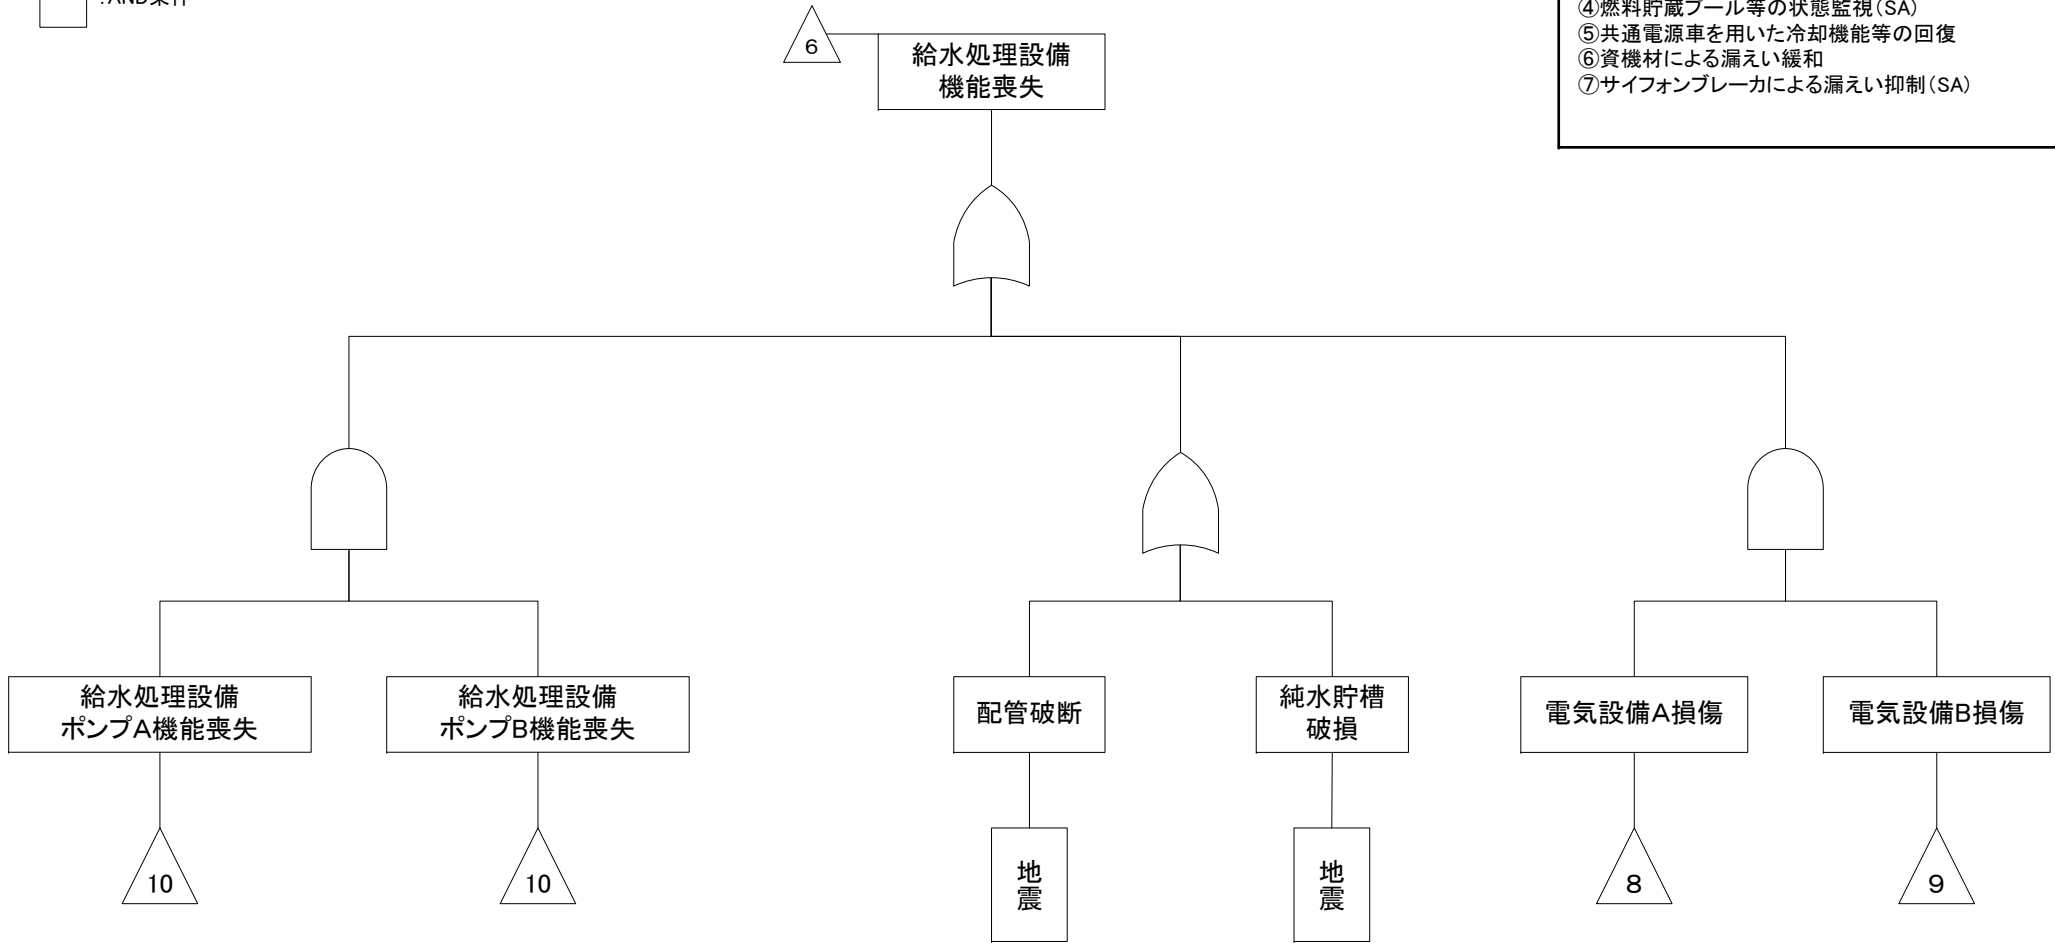 :AND条件
④燃料貯蔵プール等の状態監視(SA)
⑤共通電源車を用いた冷却機能等の回復
⑥資機材による漏えい緩和
⑦サイフォンブレーカによる漏えい抑制(SA)
6
給水処理設備
機能喪失
給水処理設備
ポンプA機能喪失
給水処理設備
ポンプB機能喪失
配管破断
純水貯槽
破損
電気設備A損傷
電気設備B損傷
10
10
地震
地震
8
9